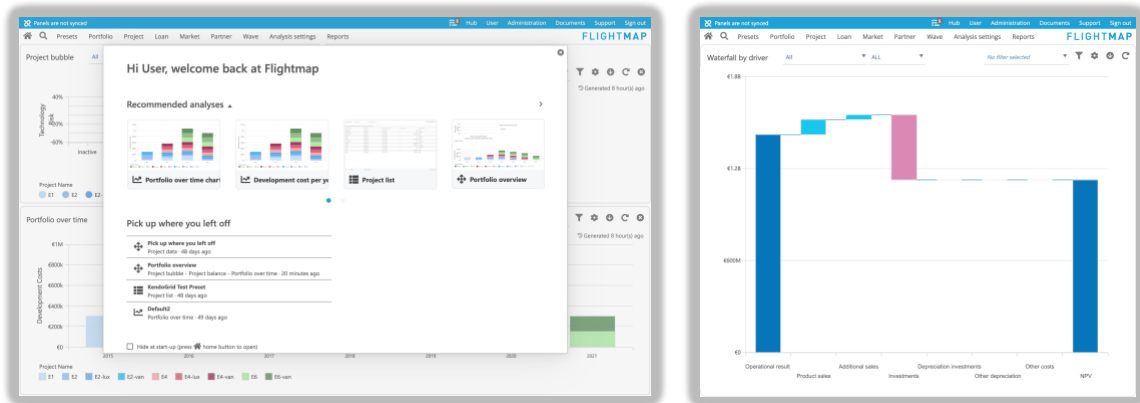 Panels are not synced
Hub User Administration Documents Support Sign out
Presets Portfolio Project Loan Market Partner Wave Analysis settings Reports
FLIGHTMAP
Project bubble All
Generated 8 hour(s) ago
Technology
Risk
40%
-20%
-60%
Inactive
Project Name
E1 E2 E2-
Hi User, welcome back at Flightmap
Recommended analyses
Portfolio over time chart
Development cost per ye
Project list
Portfolio overview
Pick up where you left off
Pick up where you left off
Project data - 48 days ago
Portfolio overview
Project bubble - Project balance - Portfolio over time - 20 minutes ago
KendoGrid Test Preset
Project list - 48 days ago
Default2
Portfolio over time - 49 days ago
Hide at start-up (press home button to open)
Portfolio over time
Generated 8 hour(s) ago
Development Costs
€1M
€800k
€600k
€400k
€200k
€0
2015 2016 2017 2018 2019 2020 2021
Project Name
E1 E2 E2-lux E2-van E4 E4-lux E4-van E6 E6-van
Panels are not synced
Hub User Administration Documents Support Sign out
Presets Portfolio Project Loan Market Partner Wave Analysis settings Reports
FLIGHTMAP
Waterfall by driver All ALL No filter selected
€1.8B
€1.2B
€600M
€0
Operational result Additional sales Depreciation investments Other costs
Product sales Investments Other depreciation NPV